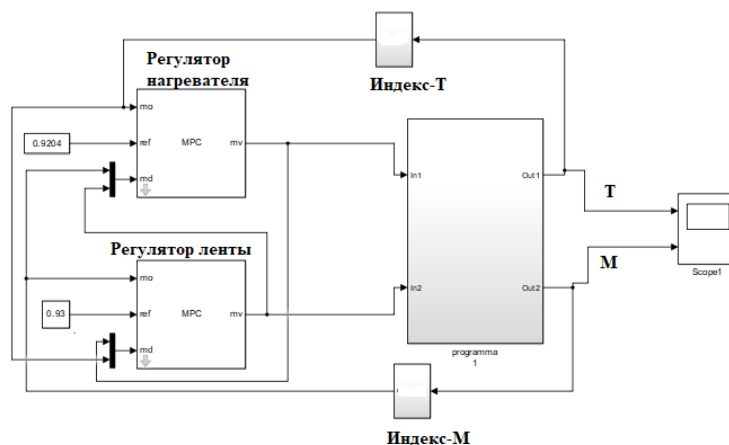 Регулятор
нагревателя
Индекс-Т
mo
0.9204
ref
MPC
mv
md
In1
Out1
Т
Регулятор ленты
mo
0.93
ref
MPC
mv
md
In2
Out2
М
Scope1
programma
1
Индекс-М